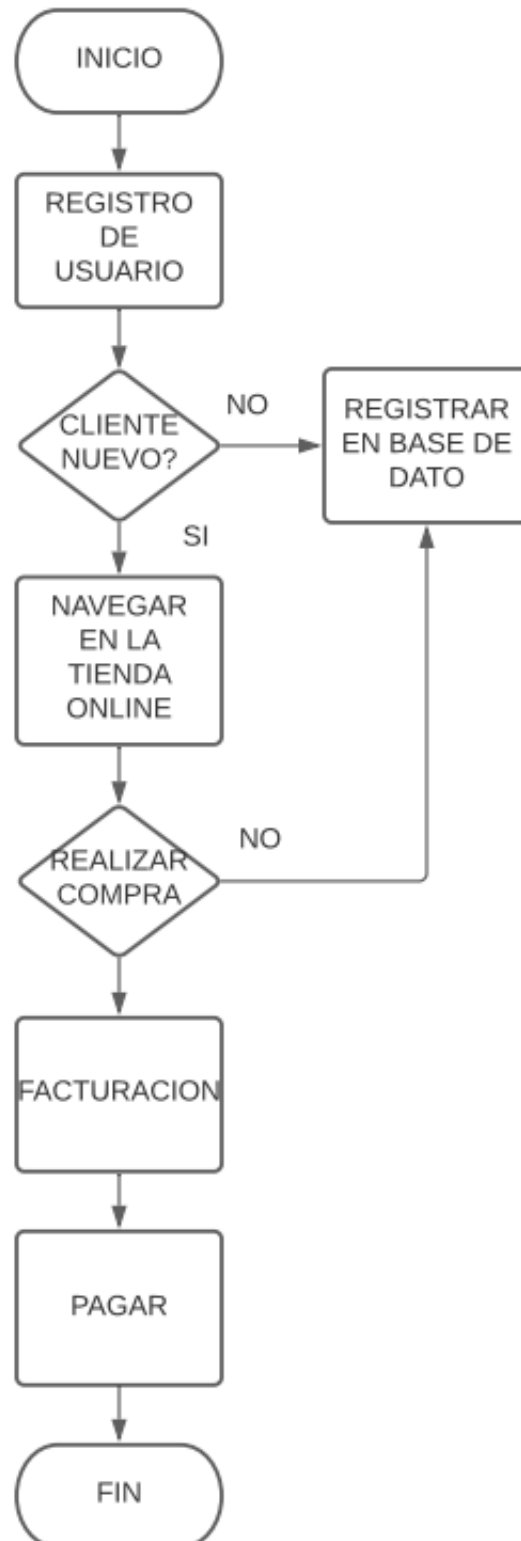 INICIO
REGISTRO
DE
USUARIO
CLIENTE
NUEVO?
NO
REGISTRAR
EN BASE DE
DATO
SI
NAVEGAR
EN LA
TIENDA
ONLINE
REALIZAR
COMPRA
NO
FACTURACION
PAGAR
FIN